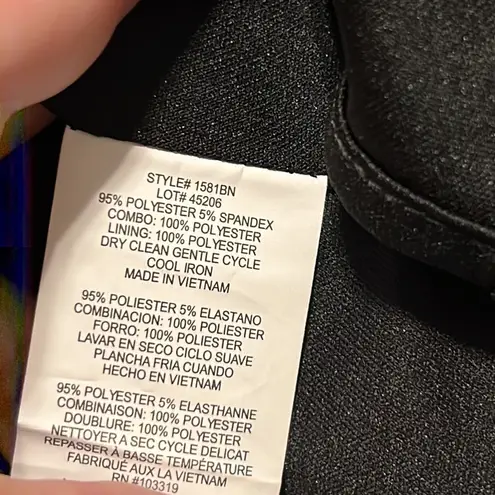 STYLE# 1581BN
LOT# 45206
95% POLYESTER 5% SPANDEX
COMBO: 100% POLYESTER
LINING: 100% POLYESTER
DRY CLEAN GENTLE CYCLE
COOL IRON
MADE IN VIETNAM
95% POLIESTER 5% ELASTANO
COMBINACION: 100% POLIESTER
FORRO: 100% POLIESTER
LAVAR EN SECO CICLO SUAVE
PLANCHA FRIA CUANDO
HECHO EN VIETNAM
95% POLYESTER 5% ELASTHANNE
COMBINAISON: 100% POLYESTER
DOUBLURE: 100% POLYESTER
NETTOYER A SEC CYCLE DELICAT
REPASSER À BASSE TEMPÉRATURE
FABRIQUÉ AUX LA VIETNAM
RN #103319